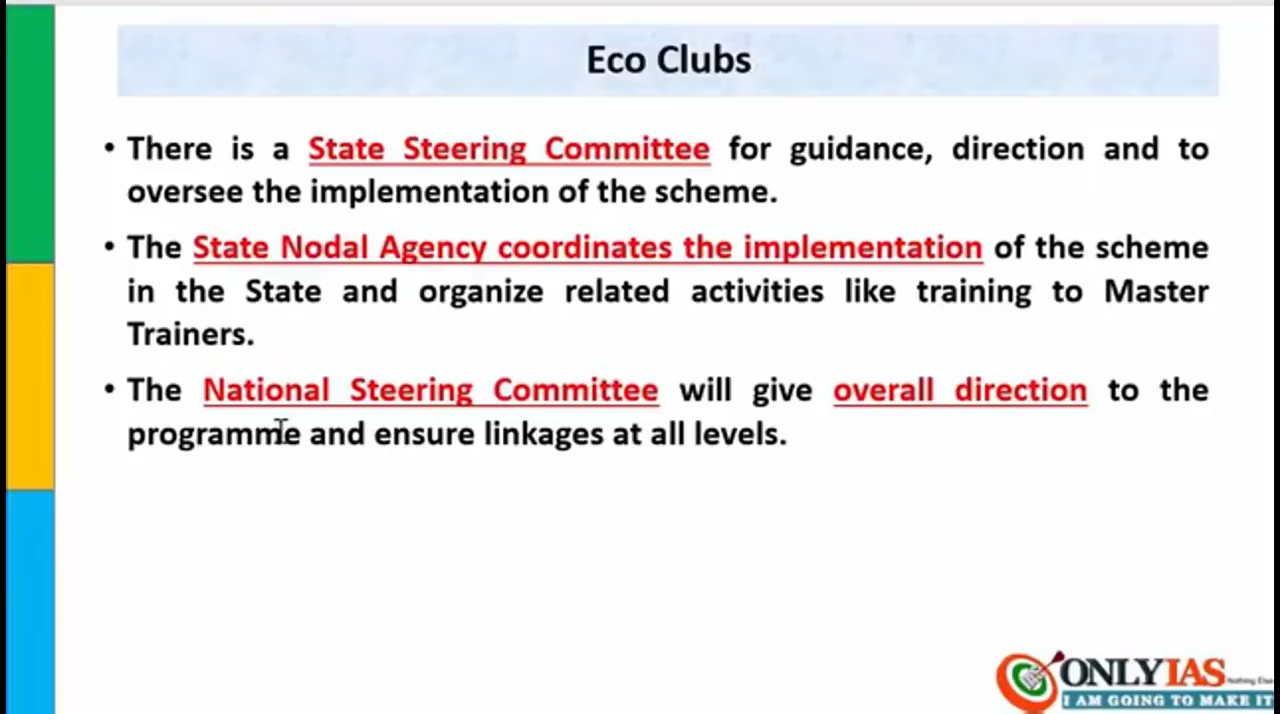 Eco Clubs
• There is a State Steering Committee for guidance, direction and to
oversee the implementation of the scheme.
• The State Nodal Agency coordinates the implementation of the scheme
in the State and organize related activities like training to Master
Trainers.
• The National Steering Committee will give overall direction to the
programme and ensure linkages at all levels.
ONLYIAS
Nothing Else
I AM GOING TO MAKE IT